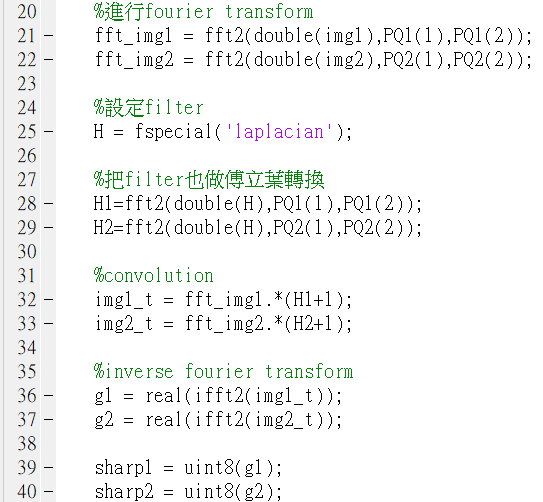 20 %進行fourier transform
21 − fft_img1 = fft2(double(img1),PQ1(1),PQ1(2));
22 − fft_img2 = fft2(double(img2),PQ2(1),PQ2(2));
23
24 %設定filter
25 − H = fspecial('laplacian');
26
27 %把filter也做傅立葉轉換
28 − H1=fft2(double(H),PQ1(1),PQ1(2));
29 − H2=fft2(double(H),PQ2(1),PQ2(2));
30
31 %convolution
32 − img1_t = fft_img1.*(H1+1);
33 − img2_t = fft_img2.*(H2+1);
34
35 %inverse fourier transform
36 − g1 = real(ifft2(img1_t));
37 − g2 = real(ifft2(img2_t));
38
39 − sharp1 = uint8(g1);
40 − sharp2 = uint8(g2);